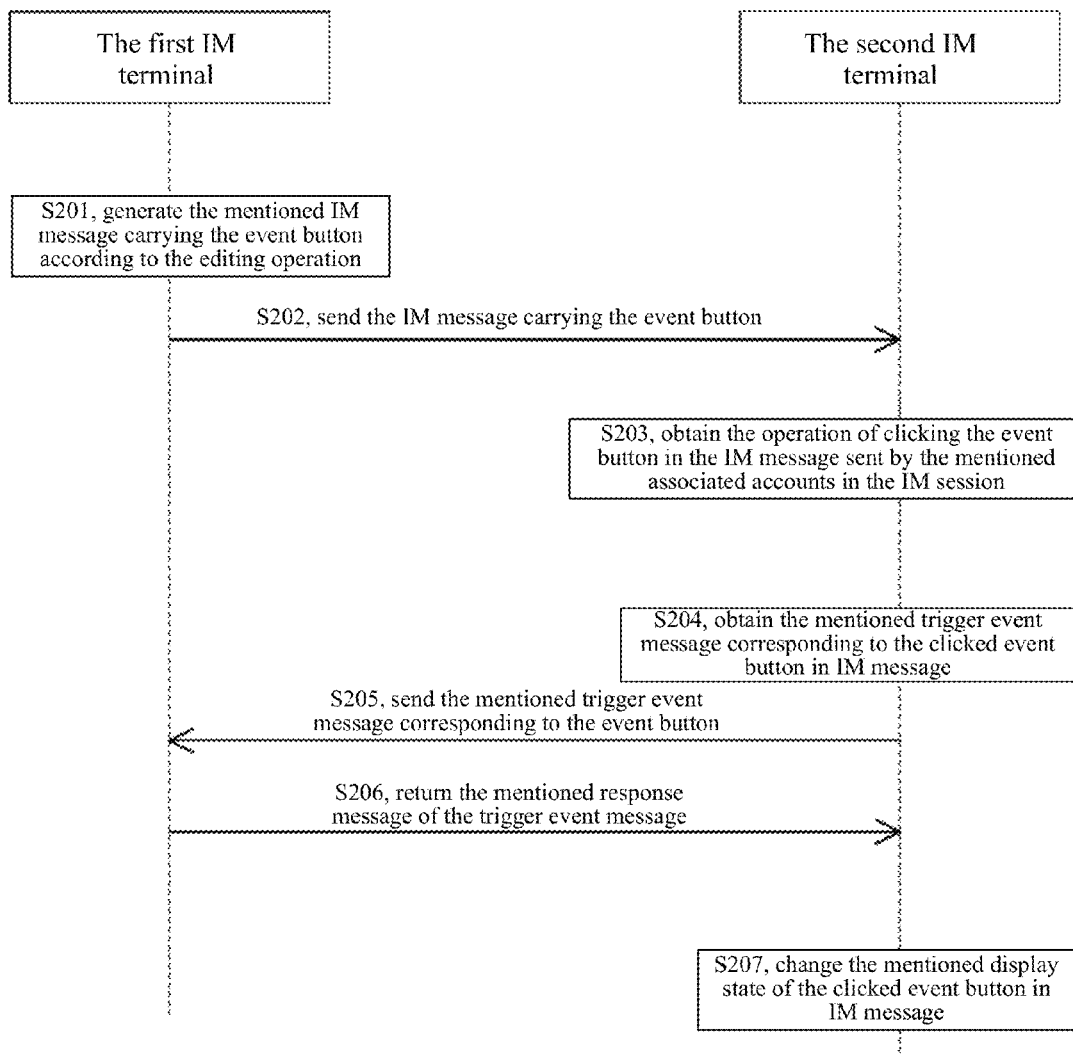 The first IM
terminal
The second IM
terminal
S201, generate the mentioned IM
message carrying the event button
according to the editing operation
S202, send the IM message carrying the event button
S203, obtain the operation of clicking the event
button in the IM message sent by the mentioned
associated accounts in the IM session
S204, obtain the mentioned trigger event
message corresponding to the clicked event
button in IM message
S205, send the mentioned trigger event
message corresponding to the event button
S206, return the mentioned response
message of the trigger event message
S207, change the mentioned display
state of the clicked event button in
IM message